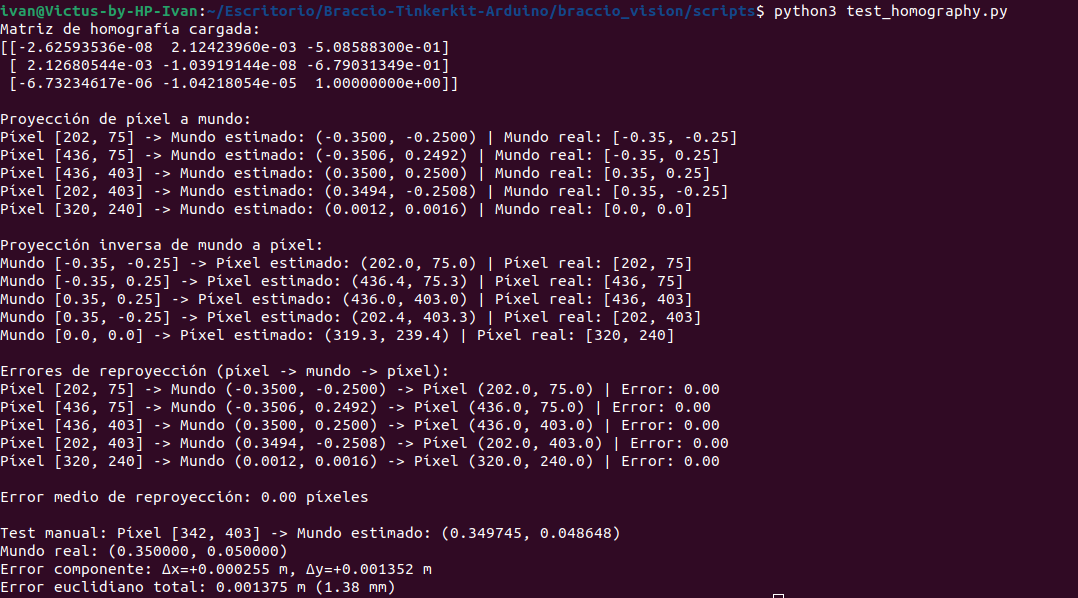 ivan@Victus-by-HP-Ivan:~/Escritorio/Braccio-Tinkerkit-Arduino/braccio_vision/scripts$ python3 test_homography.py
Matriz de homografía cargada:
[[-2.62593536e-08  2.12423960e-03 -5.08588300e-01]
 [ 2.12680544e-03 -1.03919144e-08 -6.79031349e-01]
 [-6.73234617e-06 -1.04218054e-05  1.00000000e+00]]
Proyección de píxel a mundo:
Píxel [202, 75] -> Mundo estimado: (-0.3500, -0.2500) | Mundo real: [-0.35, -0.25]
Píxel [436, 75] -> Mundo estimado: (-0.3506, 0.2492) | Mundo real: [-0.35, 0.25]
Píxel [436, 403] -> Mundo estimado: (0.3500, 0.2500) | Mundo real: [0.35, 0.25]
Píxel [202, 403] -> Mundo estimado: (0.3494, -0.2508) | Mundo real: [0.35, -0.25]
Píxel [320, 240] -> Mundo estimado: (0.0012, 0.0016) | Mundo real: [0.0, 0.0]
Proyección inversa de mundo a píxel:
Mundo [-0.35, -0.25] -> Píxel estimado: (202.0, 75.0) | Píxel real: [202, 75]
Mundo [-0.35, 0.25] -> Píxel estimado: (436.4, 75.3) | Píxel real: [436, 75]
Mundo [0.35, 0.25] -> Píxel estimado: (436.0, 403.0) | Píxel real: [436, 403]
Mundo [0.35, -0.25] -> Píxel estimado: (202.4, 403.3) | Píxel real: [202, 403]
Mundo [0.0, 0.0] -> Píxel estimado: (319.3, 239.4) | Píxel real: [320, 240]
Errores de reproyección (píxel -> mundo -> píxel):
Píxel [202, 75] -> Mundo (-0.3500, -0.2500) -> Píxel (202.0, 75.0) | Error: 0.00
Píxel [436, 75] -> Mundo (-0.3506, 0.2492) -> Píxel (436.0, 75.0) | Error: 0.00
Píxel [436, 403] -> Mundo (0.3500, 0.2500) -> Píxel (436.0, 403.0) | Error: 0.00
Píxel [202, 403] -> Mundo (0.3494, -0.2508) -> Píxel (202.0, 403.0) | Error: 0.00
Píxel [320, 240] -> Mundo (0.0012, 0.0016) -> Píxel (320.0, 240.0) | Error: 0.00
Error medio de reproyección: 0.00 píxeles
Test manual: Píxel [342, 403] -> Mundo estimado: (0.349745, 0.048648)
Mundo real: (0.350000, 0.050000)
Error componente: Δx=+0.000255 m, Δy=+0.001352 m
Error euclidiano total: 0.001375 m (1.38 mm)